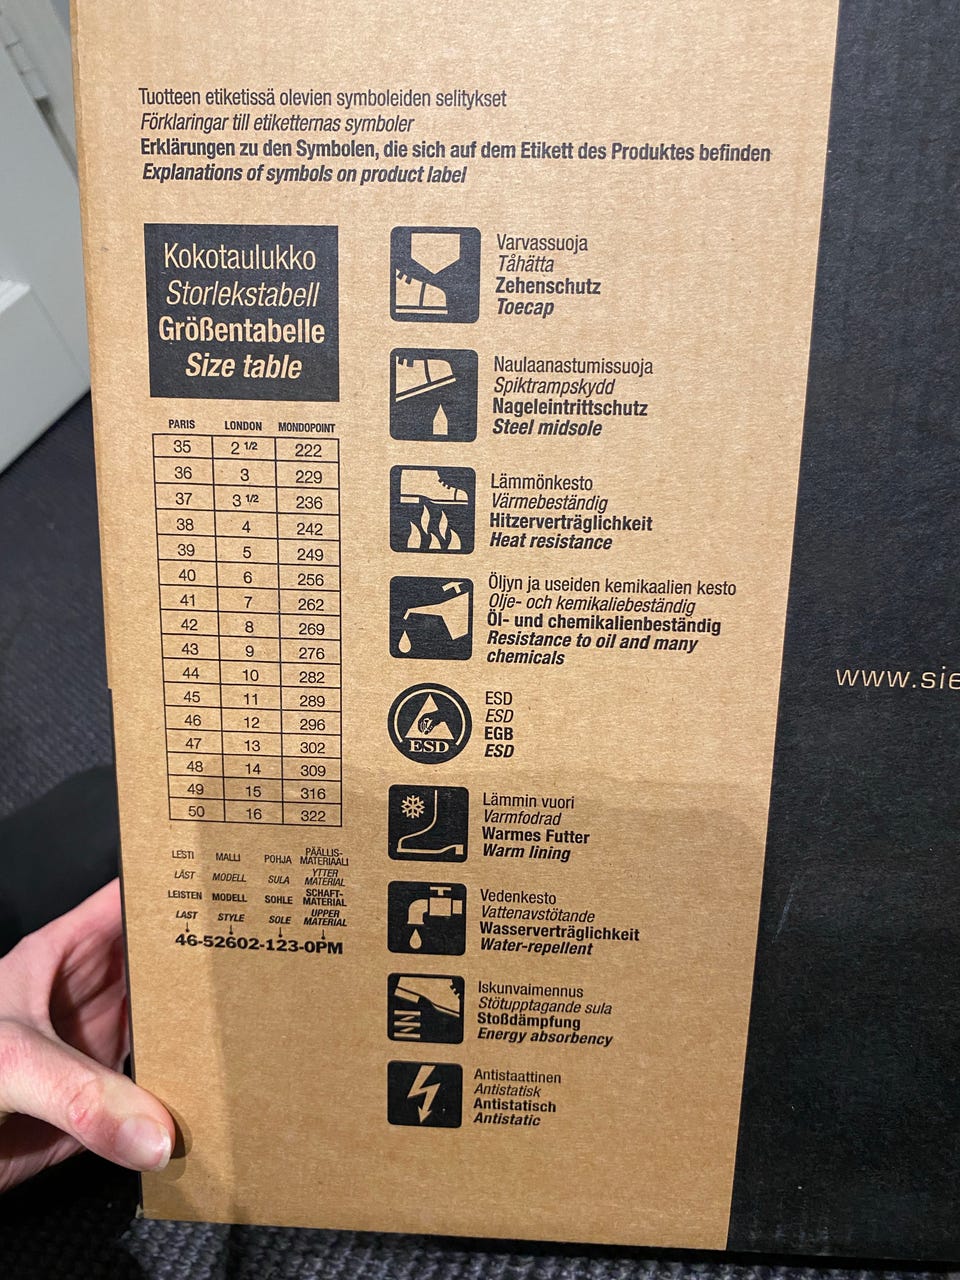 Tuotteen etiketissä olevien symboleiden selitykset
Förklaringar till etiketternas symboler
Erklärungen zu den Symbolen, die sich auf dem Etikett des Produktes befinden
Explanations of symbols on product label
Kokotaulukko
Storlekstabell
Größentabelle
Size table
PARIS LONDON MONDOPOINT
35 2 1/2 222
36 3 229
37 3 1/2 236
38 4 242
39 5 249
40 6 256
41 7 262
42 8 269
43 9 276
44 10 282
45 11 289
46 12 296
47 13 302
48 14 309
49 15 316
50 16 322
LESTI MALLI POHJA PÄÄLLIS-
MATERIAALI
LÄST MODELL SULA YTTER
MATERIAL
LEISTEN MODELL SOHLE SCHAFT-
MATERIAL
LAST STYLE SOLE UPPER
MATERIAL
46-52602-123-0PM
Varvassuoja
Tåhätta
Zehenschutz
Toecap
Naulaanastumissuoja
Spiktrampskydd
Nageleintrittschutz
Steel midsole
Lämmönkesto
Värmebeständig
Hitzerverträglichkeit
Heat resistance
Öljyn ja useiden kemikaalien kesto
Olje- och kemikaliebeständig
Öl- und chemikalienbeständig
Resistance to oil and many
chemicals
ESD
ESD
ESD
EGB
ESD
Lämmin vuori
Varmfodrad
Warmes Futter
Warm lining
Vedenkesto
Vattenavstötande
Wasserverträglichkeit
Water-repellent
Iskunvaimennus
Stötupptagande sula
Stoßdämpfung
Energy absorbency
Antistaattinen
Antistatisk
Antistatisch
Antistatic
www.sie